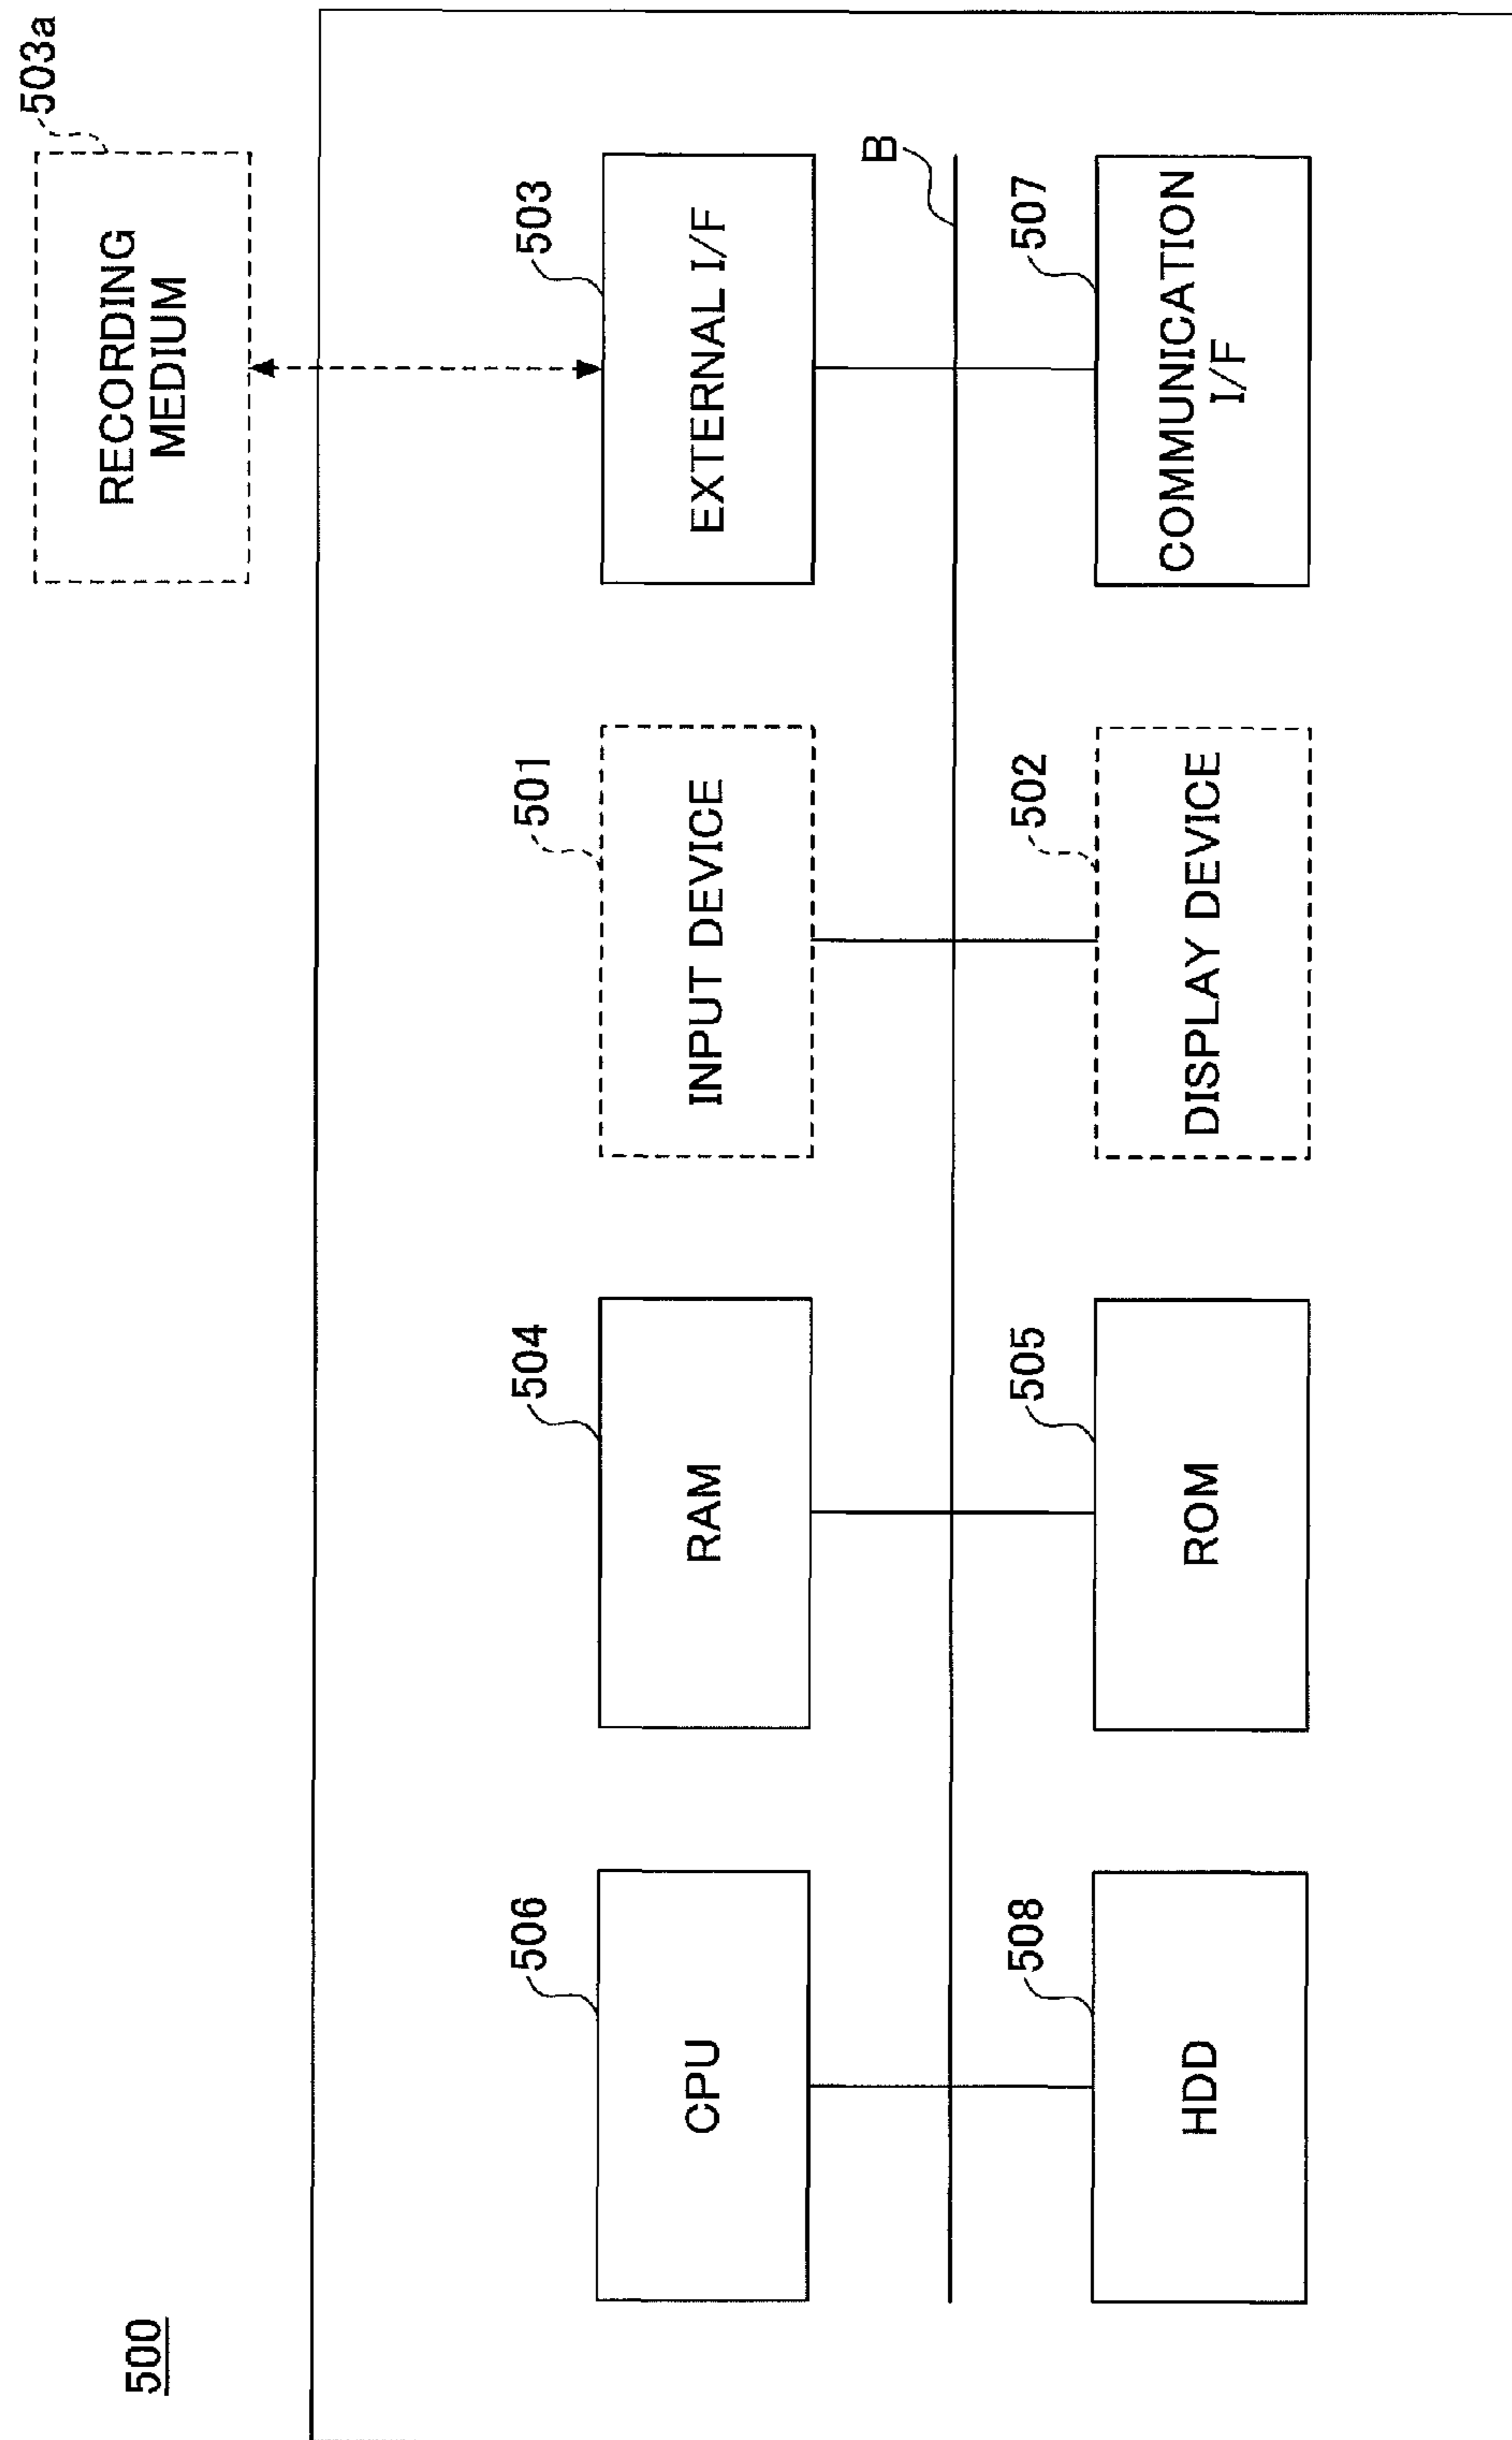 500
506
CPU
504
RAM
501
INPUT DEVICE
503
EXTERNAL I/F
503a
RECORDING
MEDIUM
B
508
HDD
505
ROM
502
DISPLAY DEVICE
507
COMMUNICATION
I/F